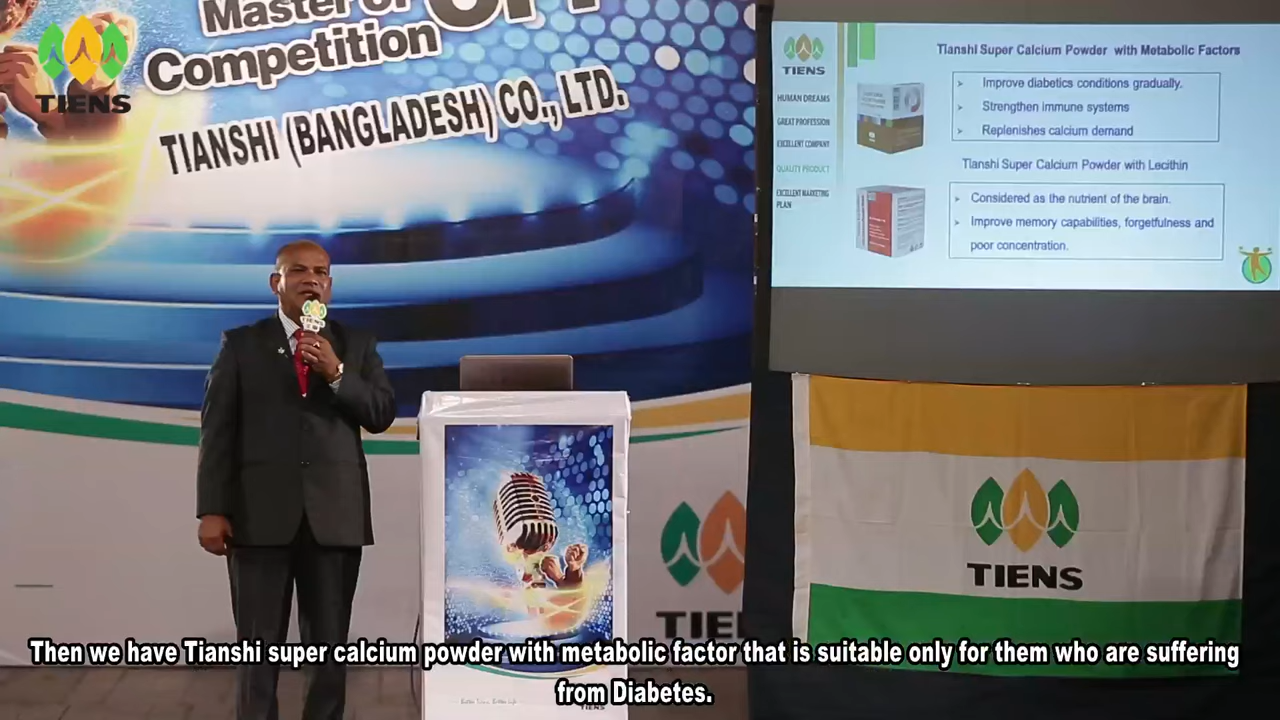 Master of OPP
Competition
TIANSHI (BANGLADESH) CO., LTD.
TIENS
TIENS
HUMAN DREAMS
GREAT PROFESSION
EXCELLENT COMPANY
QUALITY PRODUCT
EXCELLENT MARKETING
PLAN
Tianshi Super Calcium Powder with Metabolic Factors
➢ Improve diabetics conditions gradually.
➢ Strengthen immune systems
➢ Replenishes calcium demand
Tianshi Super Calcium Powder with Lecithin
➢ Considered as the nutrient of the brain.
➢ Improve memory capabilities, forgetfulness and
poor concentration.
TIENS
TIENS
TIENS
TIENS
Then we have Tianshi super calcium powder with metabolic factor that is suitable only for them who are suffering
from Diabetes.